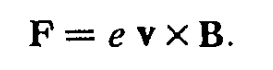 F = e v × B.